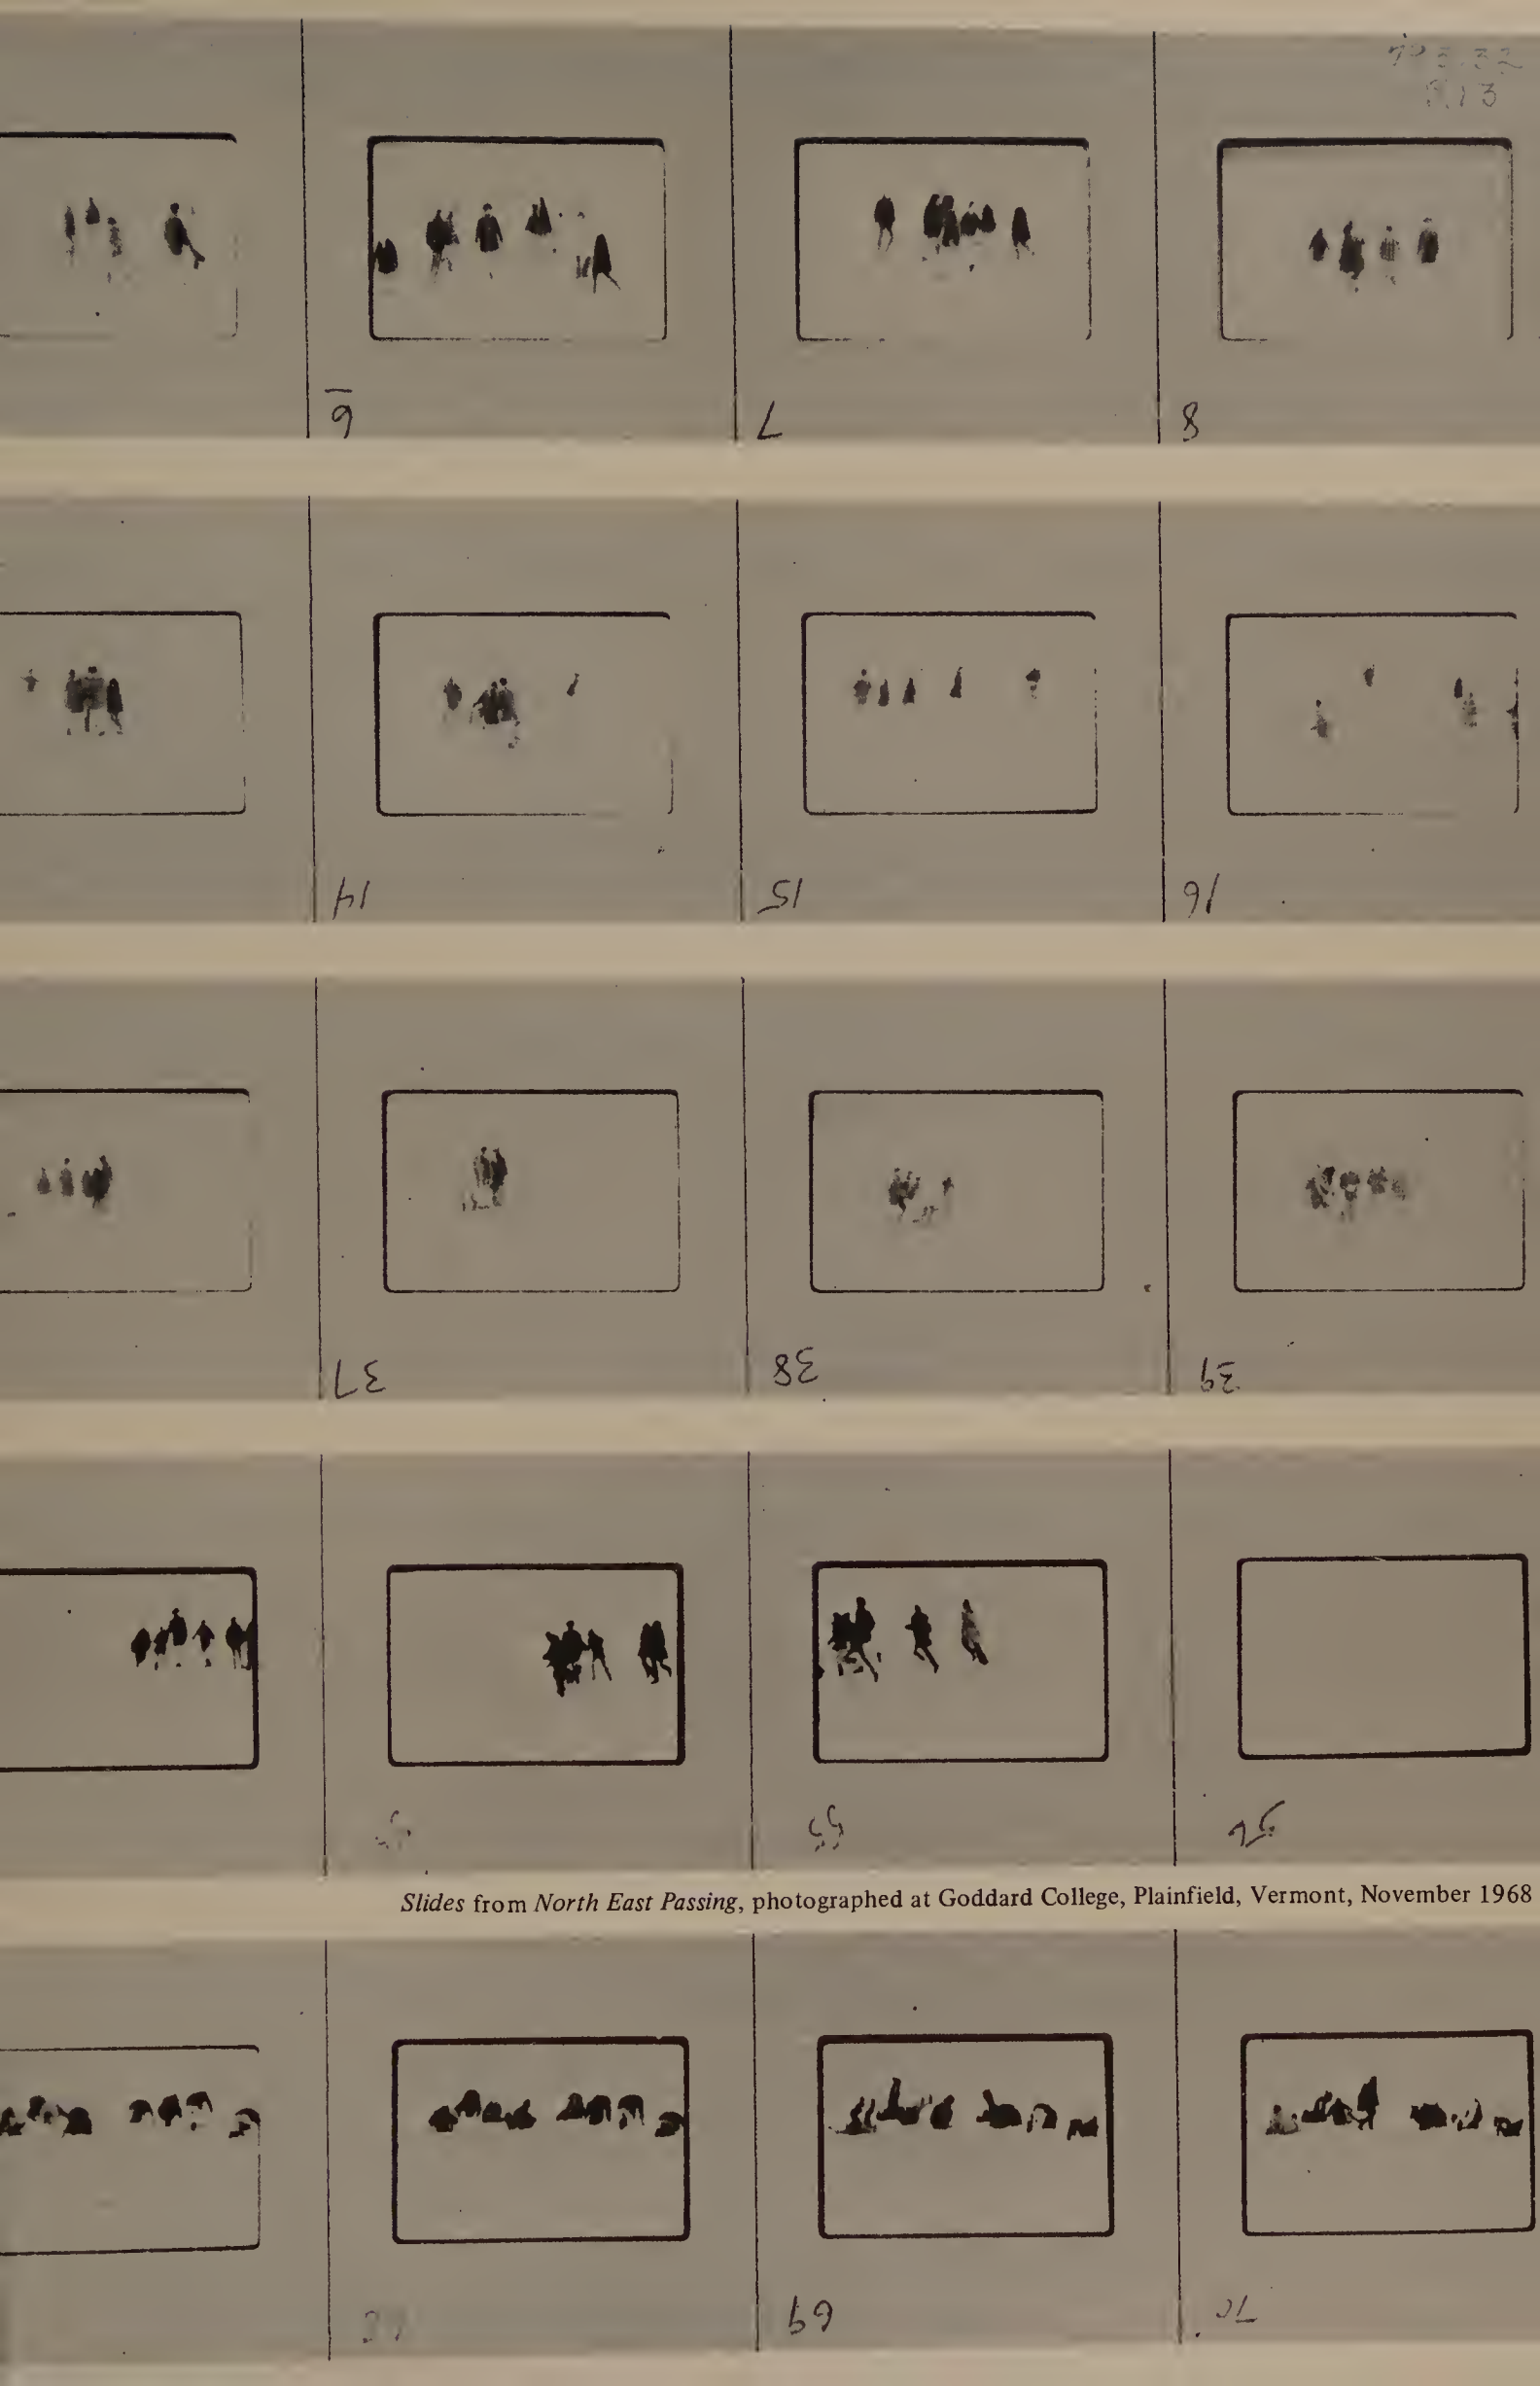 6 7 8
14 15 16
37 38 39
55 56
Slides from North East Passing, photographed at Goddard College, Plainfield, Vermont, November 1968
69 70